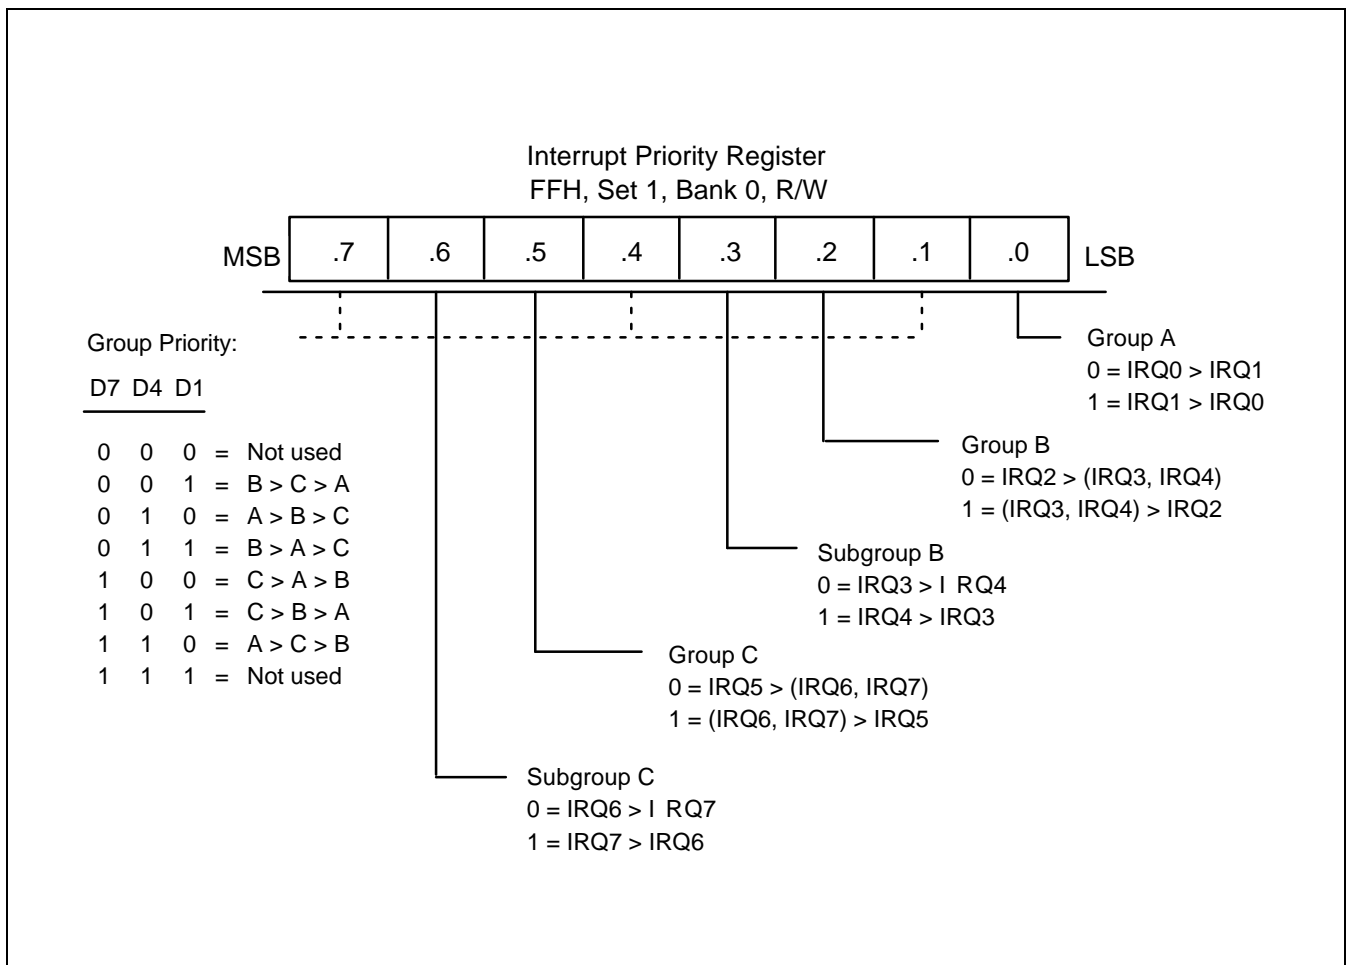 Interrupt Priority Register
FFH, Set 1, Bank 0, R/W
MSB .7 .6 .5 .4 .3 .2 .1 .0 LSB
Group Priority:
D7 D4 D1
0 0 0 = Not used
0 0 1 = B > C > A
0 1 0 = A > B > C
0 1 1 = B > A > C
1 0 0 = C > A > B
1 0 1 = C > B > A
1 1 0 = A > C > B
1 1 1 = Not used
Group A
0 = IRQ0 > IRQ1
1 = IRQ1 > IRQ0
Group B
0 = IRQ2 > (IRQ3, IRQ4)
1 = (IRQ3, IRQ4) > IRQ2
Subgroup B
0 = IRQ3 > I RQ4
1 = IRQ4 > IRQ3
Group C
0 = IRQ5 > (IRQ6, IRQ7)
1 = (IRQ6, IRQ7) > IRQ5
Subgroup C
0 = IRQ6 > I RQ7
1 = IRQ7 > IRQ6